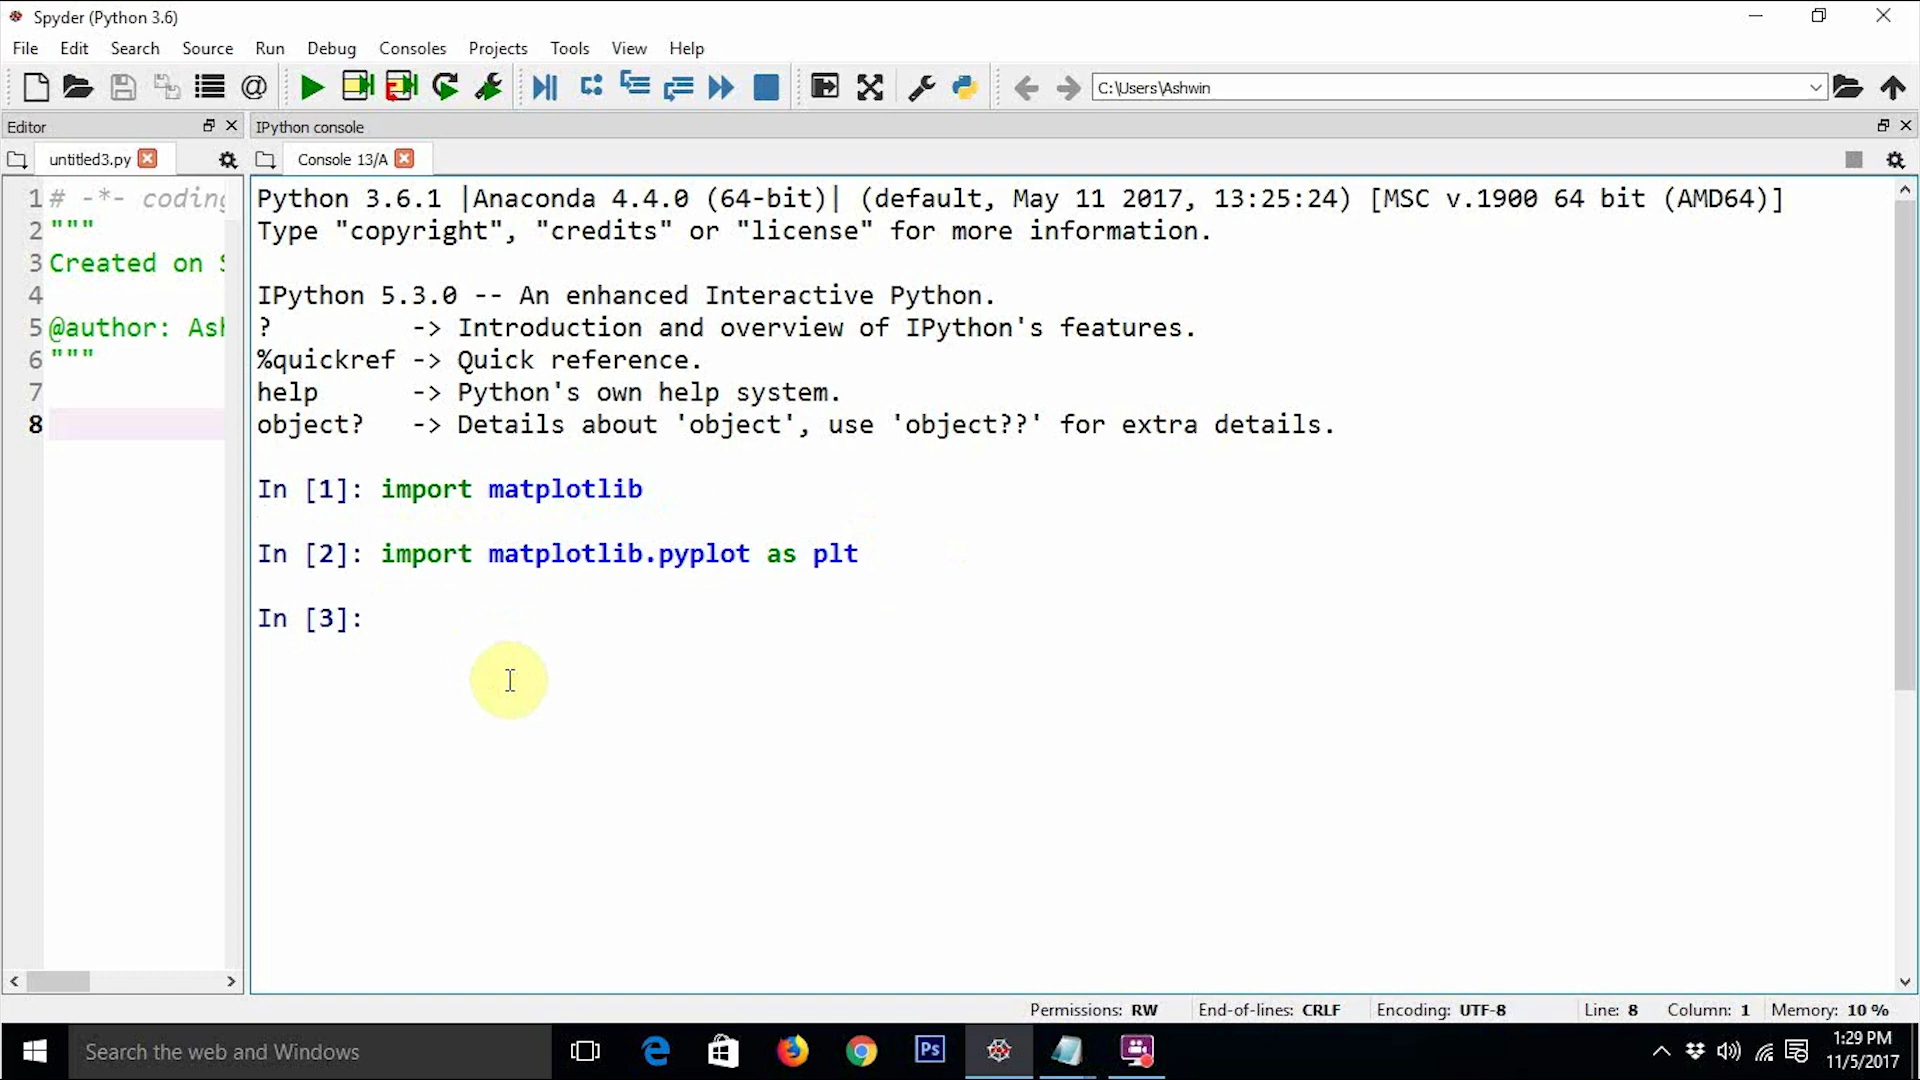 Spyder (Python 3.6)
File Edit Search Source Run Debug Consoles Projects Tools View Help
C:\Users\Ashwin
Editor
IPython console
untitled3.py
Console 13/A
1 # -*- coding
2 """
3 Created on
4
5 @author: Ash
6 """
7
8
Python 3.6.1 |Anaconda 4.4.0 (64-bit)| (default, May 11 2017, 13:25:24) [MSC v.1900 64 bit (AMD64)]
Type "copyright", "credits" or "license" for more information.
IPython 5.3.0 -- An enhanced Interactive Python.
?         -> Introduction and overview of IPython's features.
%quickref -> Quick reference.
help      -> Python's own help system.
object?   -> Details about 'object', use 'object??' for extra details.
In [1]: import matplotlib
In [2]: import matplotlib.pyplot as plt
In [3]:
Permissions: RW End-of-lines: CRLF Encoding: UTF-8 Line: 8 Column: 1 Memory: 10 %
Search the web and Windows
Ps
1:29 PM
11/5/2017